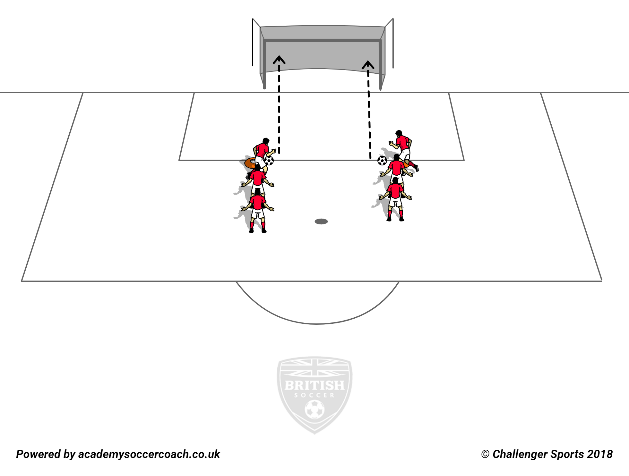 BRITISH
SOCCER
Powered by academysoccercoach.co.uk
© Challenger Sports 2018